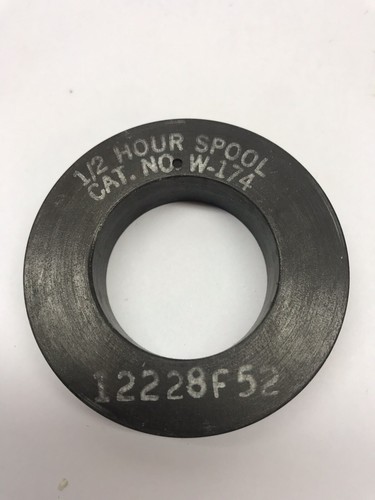 1/2 HOUR SPOOL
CAT. NO. W-174
12228F52